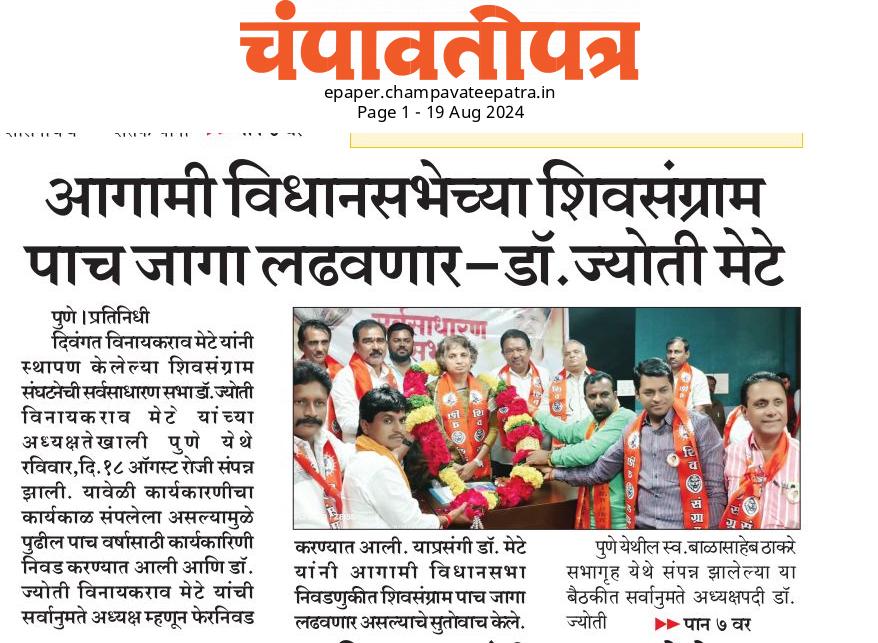 चंपावतीपत्र
epaper.champavateepatra.in
Page 1 - 19 Aug 2024
आगामी विधानसभेच्या शिवसंग्राम
पाच जागा लढवणार–डॉ.ज्योती मेटे
पुणे । प्रतिनिधी
दिवंगत विनायकराव मेटे यांनी
स्थापण केलेल्या शिवसंग्राम
संघटनेची सर्वसाधारण सभा डॉ. ज्योती
विनायकराव मेटे यांच्या
अध्यक्षतेखाली पुणे येथे
रविवार,दि.१८ ऑगस्ट रोजी संपन्न
झाली. यावेळी कार्यकारणीचा
कार्यकाळ संपलेला असल्यामुळे
पुढील पाच वर्षासाठी कार्यकारिणी
निवड करण्यात आली आणि डॉ.
ज्योती विनायकराव मेटे यांची
सर्वानुमते अध्यक्ष म्हणून फेरनिवड
सर्वसाधारण
करण्यात आली. याप्रसंगी डॉ. मेटे
यांनी आगामी विधानसभा
निवडणुकीत शिवसंग्राम पाच जागा
लढवणार असल्याचे सुतोवाच केले.
पुणे येथील स्व.बाळासाहेब ठाकरे
सभागृह येथे संपन्न झालेल्या या
बैठकीत सर्वानुमते अध्यक्षपदी डॉ.
ज्योती ▶▶ पान ७ वर